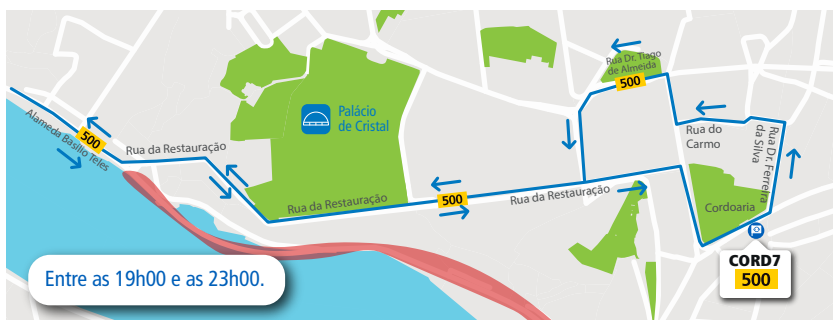 Rua Dr. Tiago
de Almeida
500
Palácio
de Cristal
Alameda Basílio Teles
500
Rua da Restauração
Rua do
Carmo
Rua Dr. Ferreira
da Silva
Rua da Restauração
500
Rua da Restauração
Cordoaria
CORD7
500
Entre as 19h00 e as 23h00.